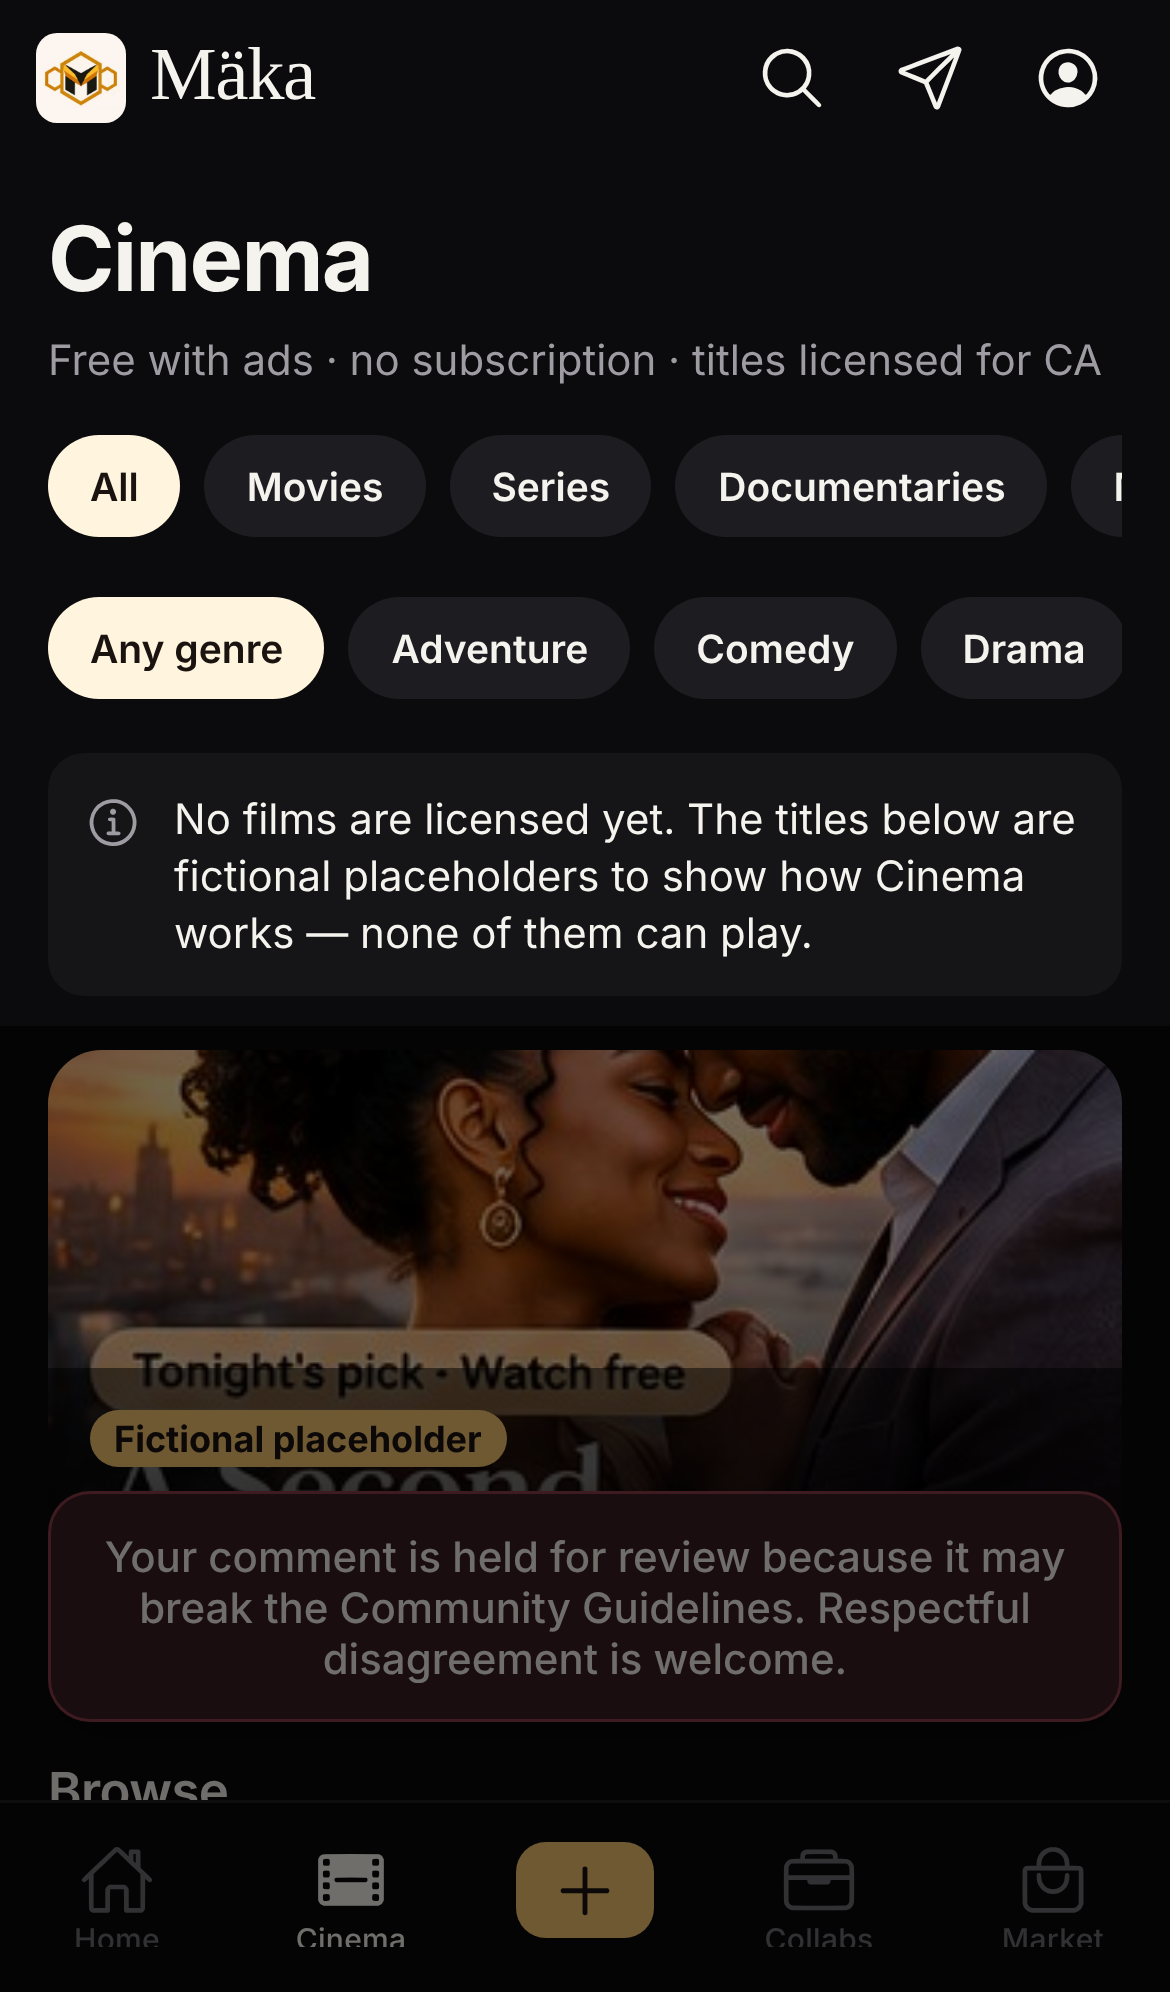 Mäka
Cinema
Free with ads · no subscription · titles licensed for CA
All
Movies
Series
Documentaries
Any genre
Adventure
Comedy
Drama
No films are licensed yet. The titles below are
fictional placeholders to show how Cinema
works — none of them can play.
Tonight's pick · Watch free
Fictional placeholder
A Second
Your comment is held for review because it may
break the Community Guidelines. Respectful
disagreement is welcome.
Browse
Home
Cinema
Collabs
Market